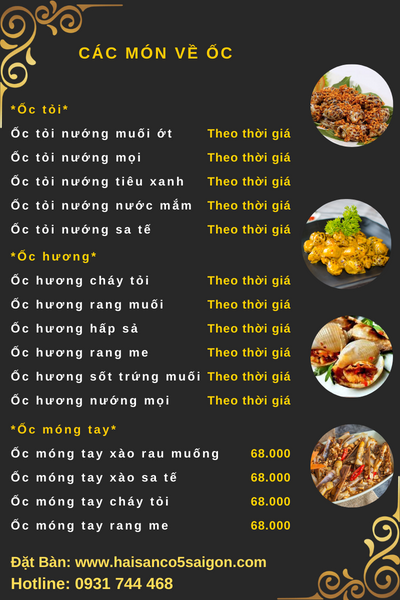 CÁC MÓN VỀ ỐC
*Ốc tỏi*
Ốc tỏi nướng muối ớt Theo thời giá
Ốc tỏi nướng mọi Theo thời giá
Ốc tỏi nướng tiêu xanh Theo thời giá
Ốc tỏi nướng nước mắm Theo thời giá
Ốc tỏi nướng sa tế Theo thời giá
*Ốc hương*
Ốc hương cháy tỏi Theo thời giá
Ốc hương rang muối Theo thời giá
Ốc hương hấp sả Theo thời giá
Ốc hương rang me Theo thời giá
Ốc hương sốt trứng muối Theo thời giá
Ốc hương nướng mọi Theo thời giá
*Ốc móng tay*
Ốc móng tay xào rau muống 68.000
Ốc móng tay xào sa tế 68.000
Ốc móng tay cháy tỏi 68.000
Ốc móng tay rang me 68.000
Đặt Bàn: www.haisanco5saigon.com
Hotline: 0931 744 468